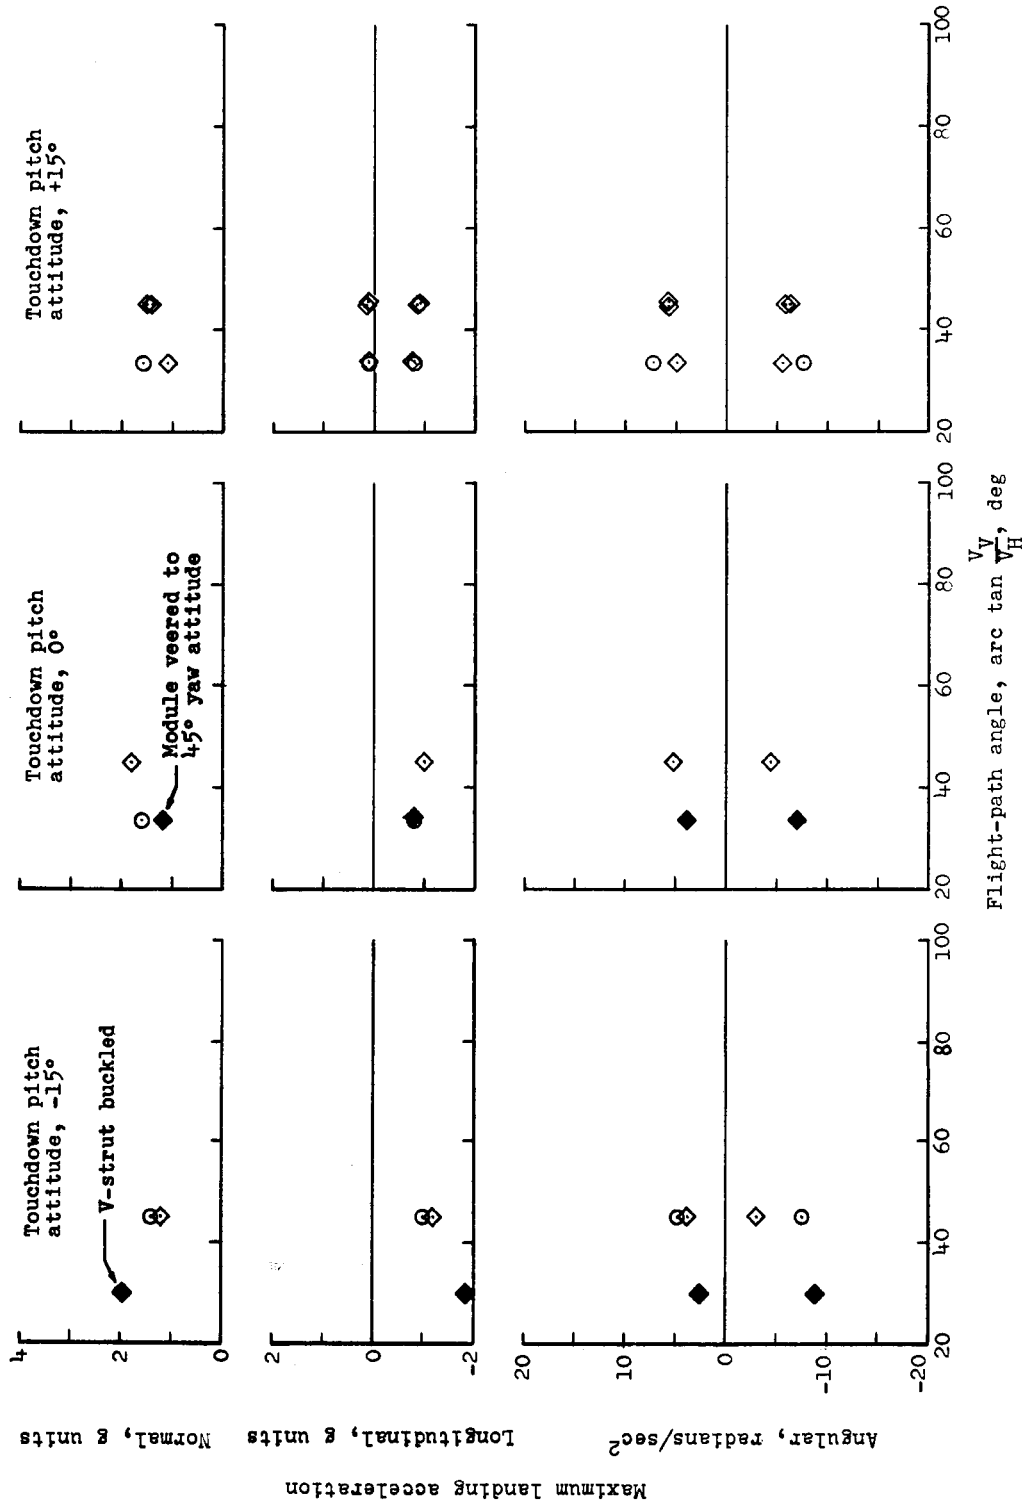 Touchdown pitch
attitude, -15°
V-strut buckled
Touchdown pitch
attitude, 0°
Module veered to
45° yaw attitude
Touchdown pitch
attitude, +15°
Maximum landing acceleration
Normal, g units
4
2
0
Longitudinal, g units
2
0
-2
Angular, radians/sec²
20
10
0
-10
-20
20 40 60 80 100
20 40 60 80 100
20 40 60 80 100
Flight-path angle, arc tan V_V/V_H, deg